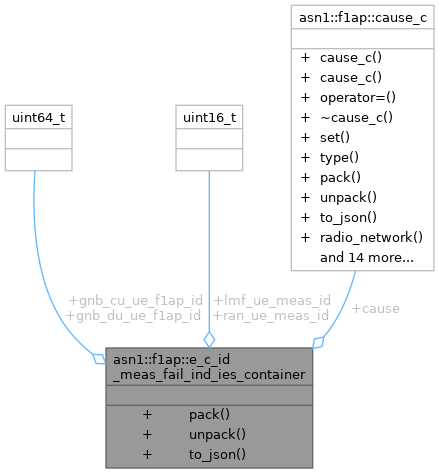 asn1::f1ap::cause_c
+ cause_c()
+ cause_c()
+ operator=()
+ ~cause_c()
+ set()
+ type()
+ pack()
+ unpack()
+ to_json()
+ radio_network()
and 14 more...
uint64_t
uint16_t
+gnb_cu_ue_f1ap_id
+gnb_du_ue_f1ap_id
+lmf_ue_meas_id
+ran_ue_meas_id
+cause
asn1::f1ap::e_c_id
_meas_fail_ind_ies_container
+ pack()
+ unpack()
+ to_json()